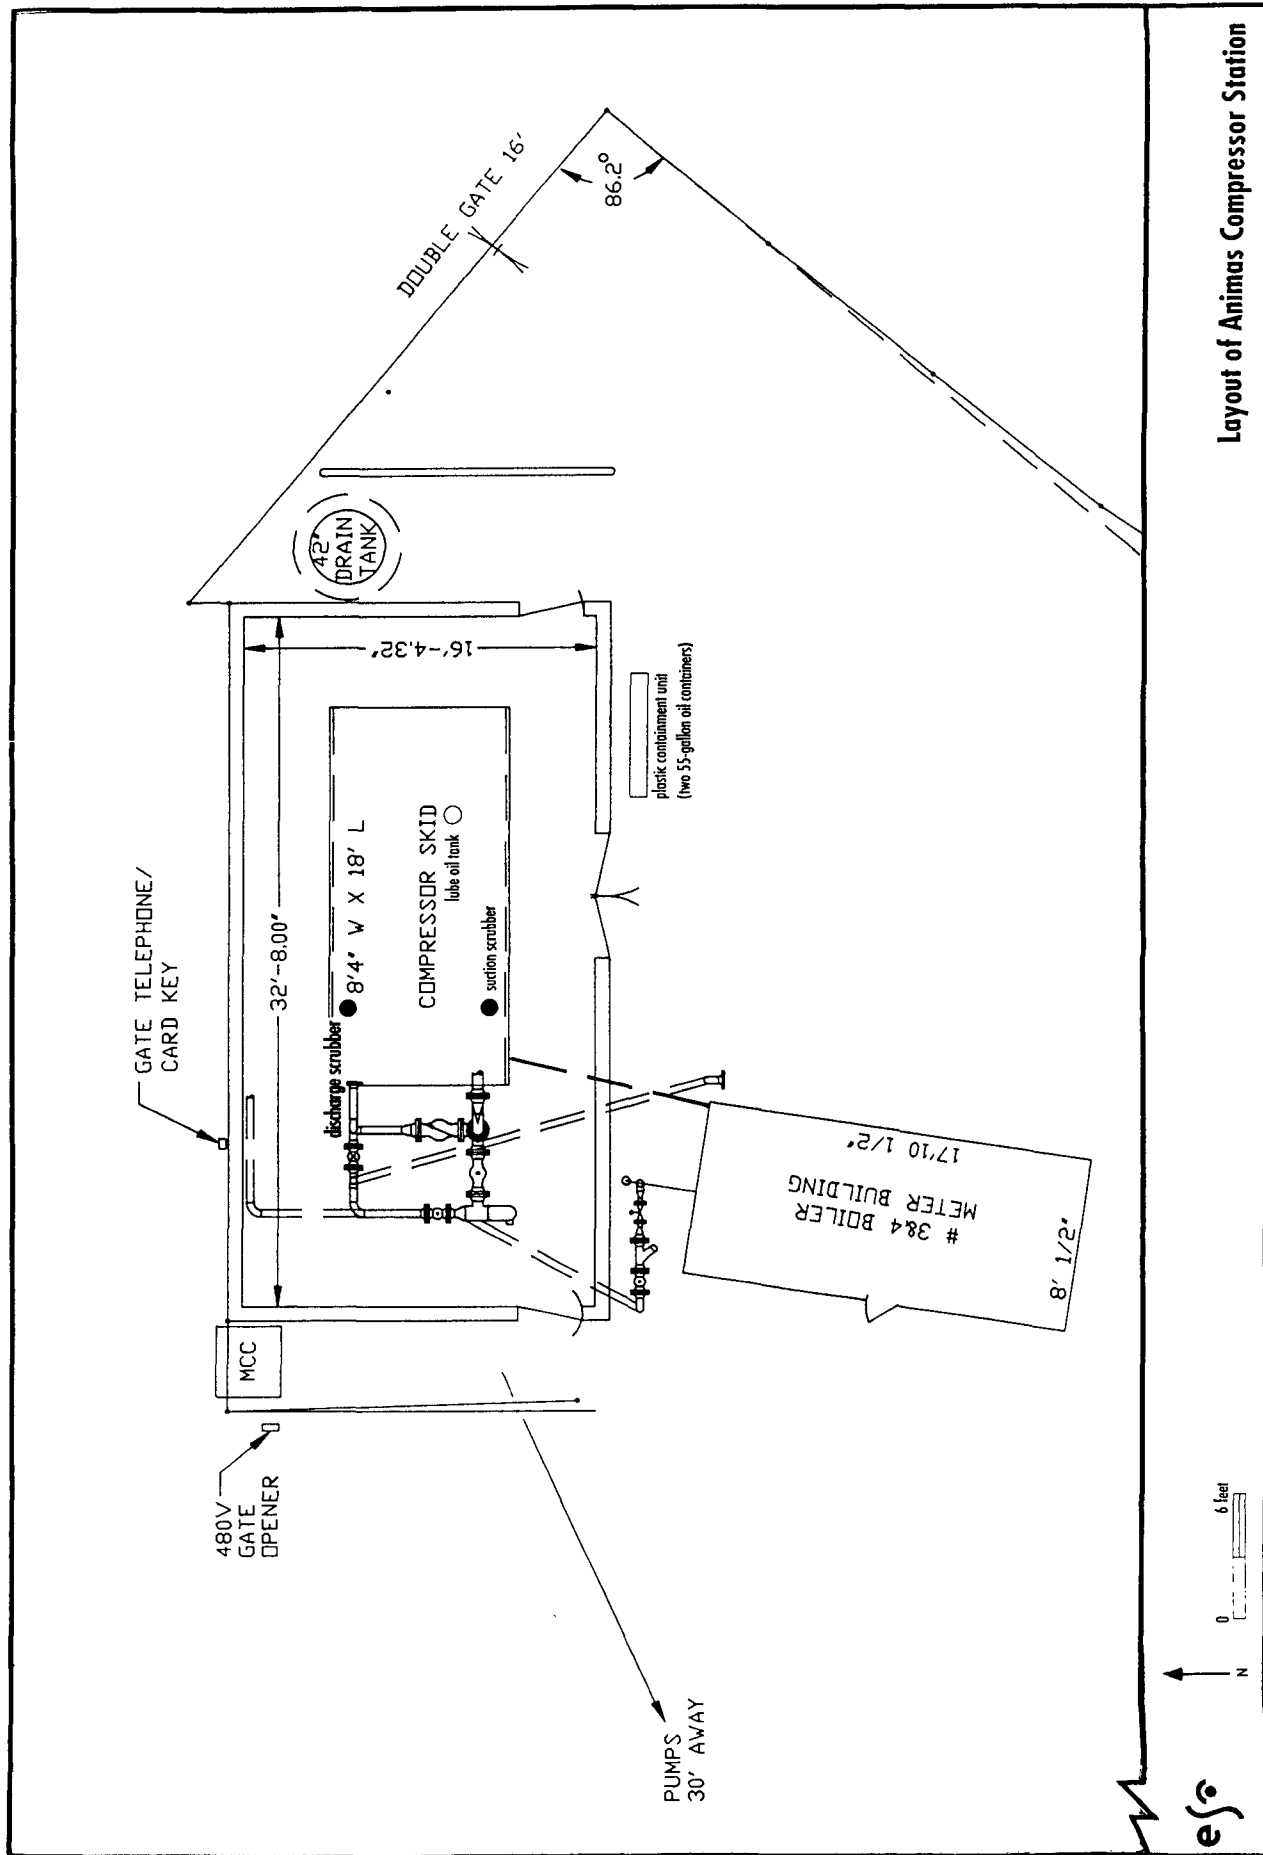 GATE TELEPHONE/
CARD KEY
480V
GATE
OPENER
MCC
32'-8.00"
16'-4.32"
42"
DRAIN
TANK
DOUBLE GATE 16'
86.2°
discharge scrubber
8'4" W X 18' L
COMPRESSOR SKID
lube oil tank
suction scrubber
plastic containment unit
(two 55-gallon oil containers)
# 3&4 BOILER
METER BUILDING
17'10 1/2"
8' 1/2"
PUMPS
30' AWAY
N
0 6 feet
Layout of Animas Compressor Station